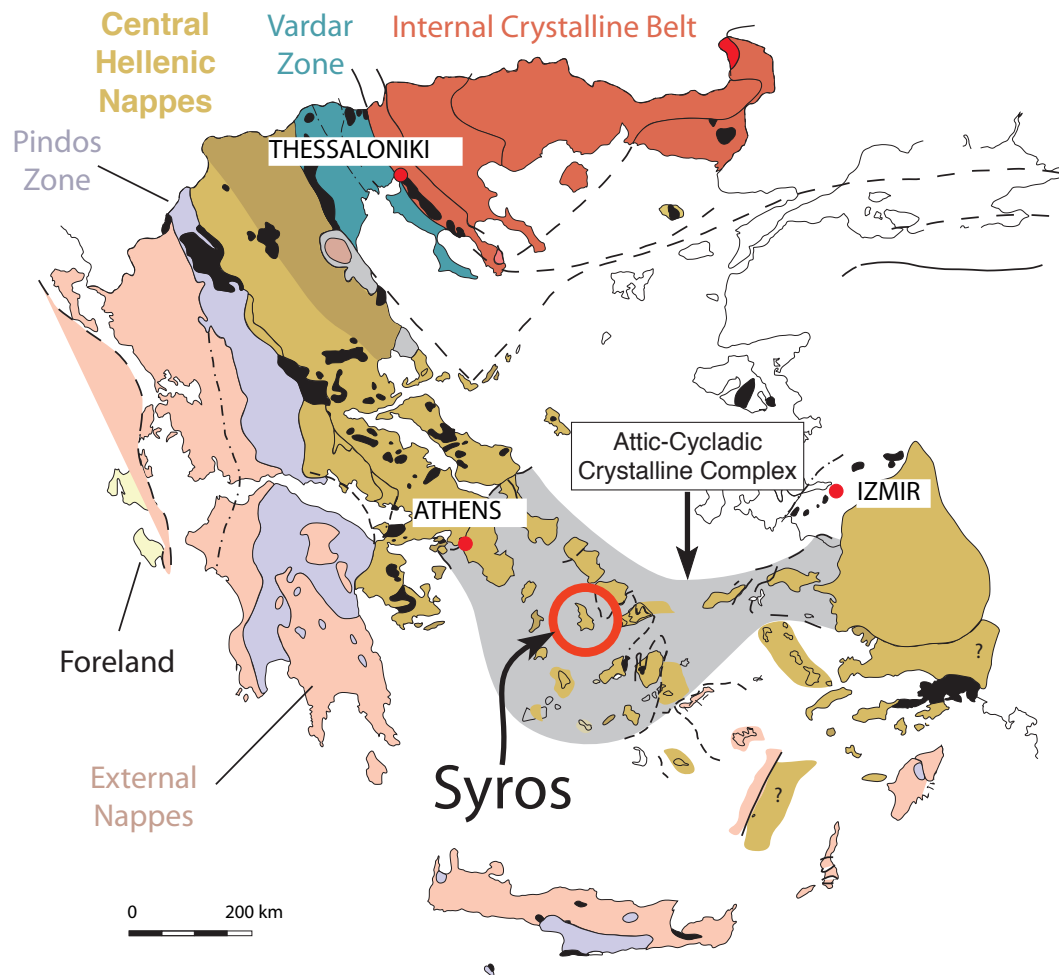 Central
Hellenic
Nappes
Vardar
Zone
Internal Crystalline Belt
Pindos
Zone
THESSALONIKI
Attic-Cycladic
Crystalline Complex
IZMIR
ATHENS
Foreland
?
External
Nappes
Syros
?
0 200 km